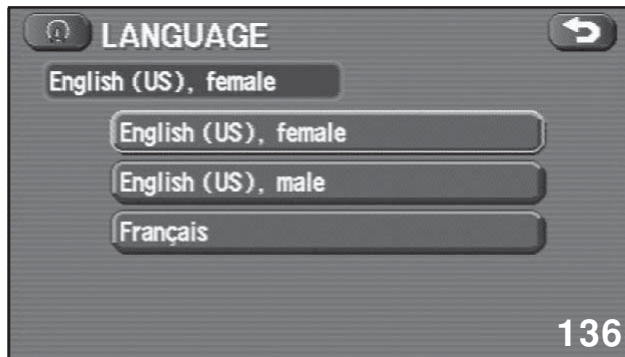 LANGUAGE
English (US), female
English (US), female
English (US), male
Français
136